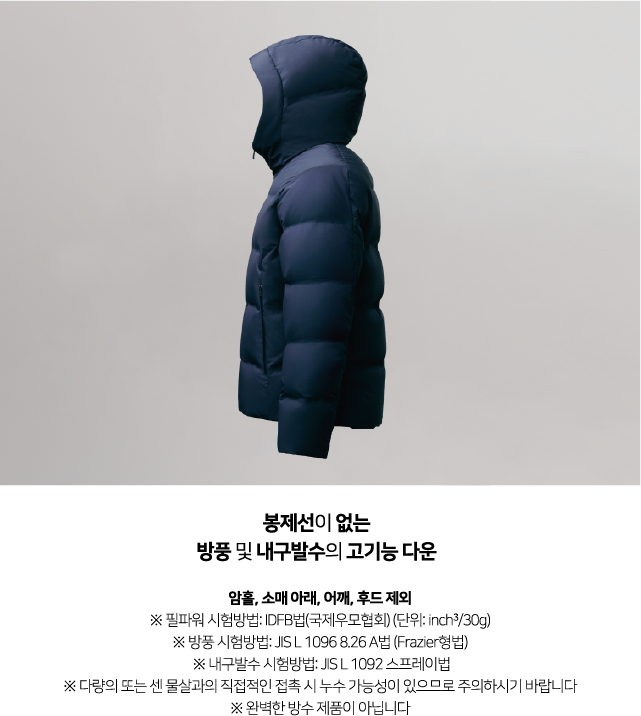 봉제선이 없는
방풍 및 내구발수의 고기능 다운
암홀, 소매 아래, 어깨, 후드 제외
※ 필파워 시험방법: IDFB법(국제우모협회) (단위: inch³/30g)
※ 방풍 시험방법: JIS L 1096 8.26 A법 (Frazier형법)
※ 내구발수 시험방법: JIS L 1092 스프레이법
※ 다량의 또는 센 물살과의 직접적인 접촉 시 누수 가능성이 있으므로 주의하시기 바랍니다
※ 완벽한 방수 제품이 아닙니다